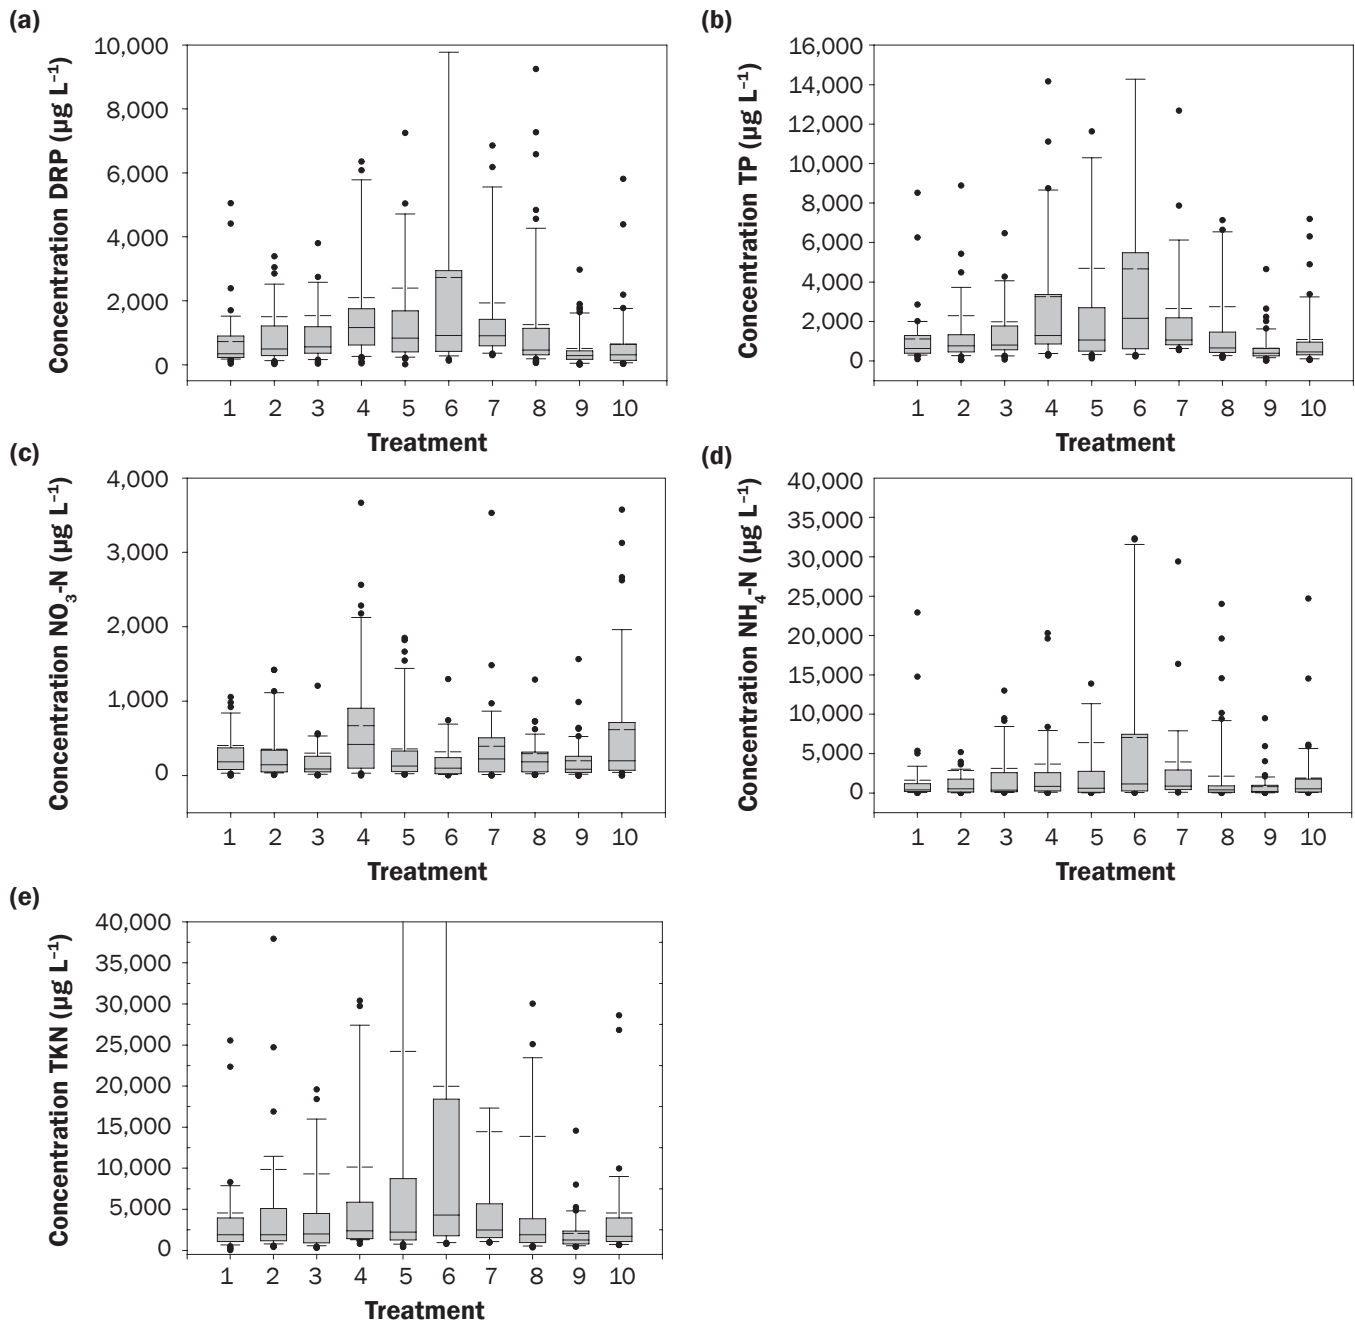 (a)
Concentration DRP (µg L⁻¹)
10,000
8,000
6,000
4,000
2,000
0
1 2 3 4 5 6 7 8 9 10
Treatment
(b)
Concentration TP (µg L⁻¹)
16,000
14,000
12,000
10,000
8,000
6,000
4,000
2,000
0
1 2 3 4 5 6 7 8 9 10
Treatment
(c)
Concentration NO₃-N (µg L⁻¹)
4,000
3,000
2,000
1,000
0
1 2 3 4 5 6 7 8 9 10
Treatment
(d)
Concentration NH₄-N (µg L⁻¹)
40,000
35,000
30,000
25,000
20,000
15,000
10,000
5,000
0
1 2 3 4 5 6 7 8 9 10
Treatment
(e)
Concentration TKN (µg L⁻¹)
40,000
35,000
30,000
25,000
20,000
15,000
10,000
5,000
0
1 2 3 4 5 6 7 8 9 10
Treatment